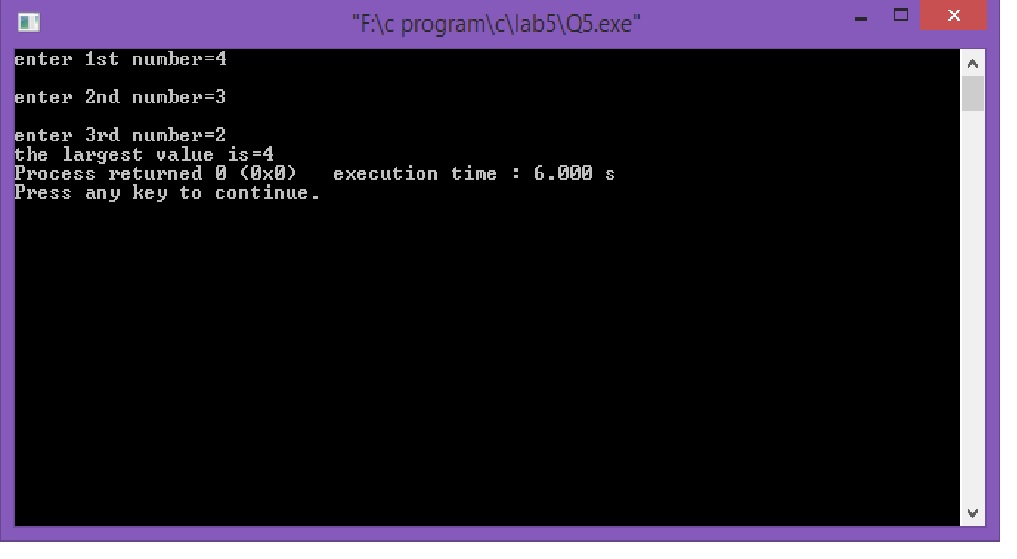 "F:\c program\c\lab5\Q5.exe"
enter 1st number=4
enter 2nd number=3
enter 3rd number=2
the largest value is=4
Process returned 0 (0x0)   execution time : 6.000 s
Press any key to continue.